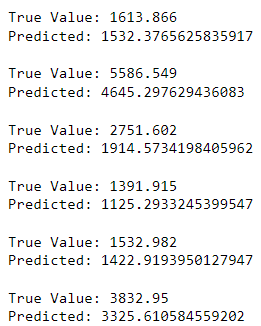 True Value: 1613.866
Predicted: 1532.3765625835917
True Value: 5586.549
Predicted: 4645.297629436083
True Value: 2751.602
Predicted: 1914.5734198405962
True Value: 1391.915
Predicted: 1125.2933245399547
True Value: 1532.982
Predicted: 1422.9193950127947
True Value: 3832.95
Predicted: 3325.610584559202